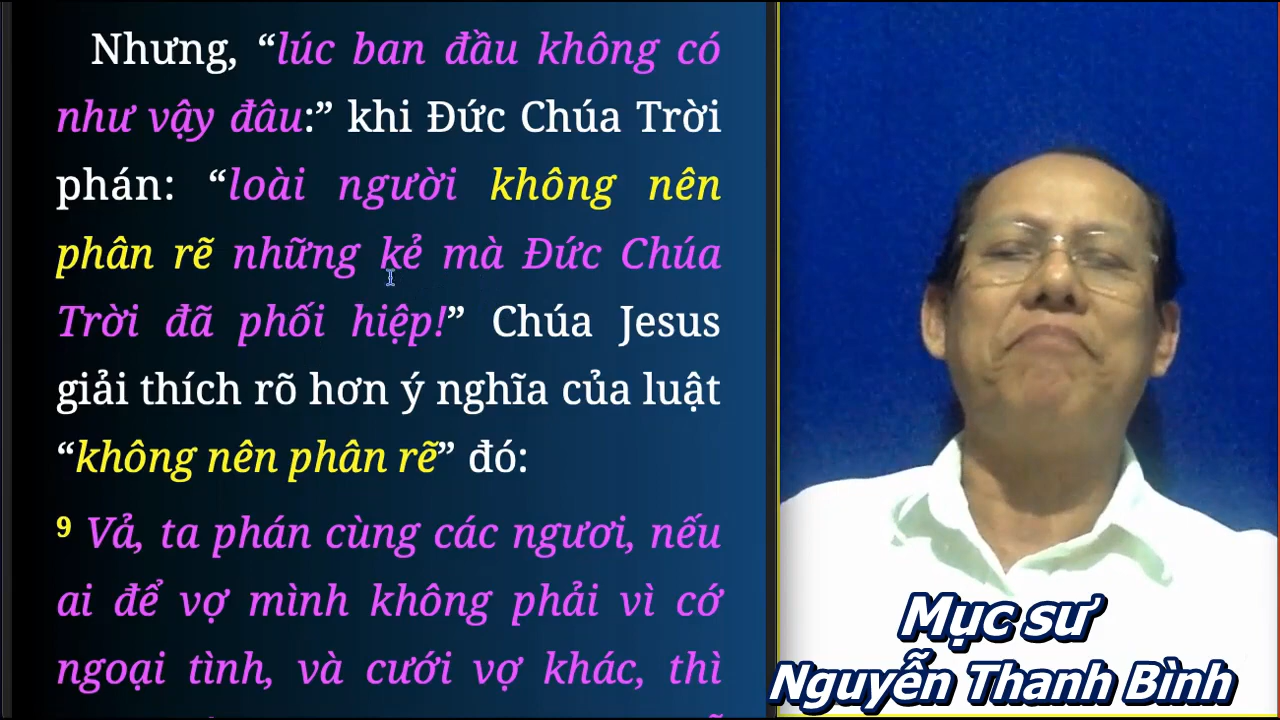 Nhưng, “lúc ban đầu không có
như vậy đâu:” khi Đức Chúa Trời
phán: “loài người không nên
phân rẽ những kẻ mà Đức Chúa
Trời đã phối hiệp!” Chúa Jesus
giải thích rõ hơn ý nghĩa của luật
“không nên phân rẽ” đó:
9 Vả, ta phán cùng các ngươi, nếu
ai để vợ mình không phải vì cớ
ngoại tình, và cưới vợ khác, thì
Mục sư
Nguyễn Thanh Bình